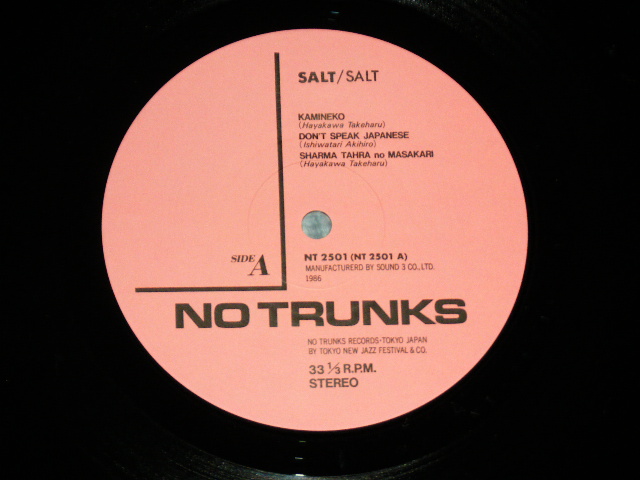 SALT/SALT
KAMINEKO
(Hayakawa Takeharu)
DON'T SPEAK JAPANESE
(Ishiwatari Akihiro)
SHARMA TAHRA no MASAKARI
(Hayakawa Takeharu)
SIDE A
NT 2501 (NT 2501 A)
MANUFACTURERD BY SOUND 3 CO., LTD.
1986
NO TRUNKS
NO TRUNKS RECORDS-TOKYO JAPAN
BY TOKYO NEW JAZZ FESTIVAL & CO.
33 1/3 R.P.M.
STEREO